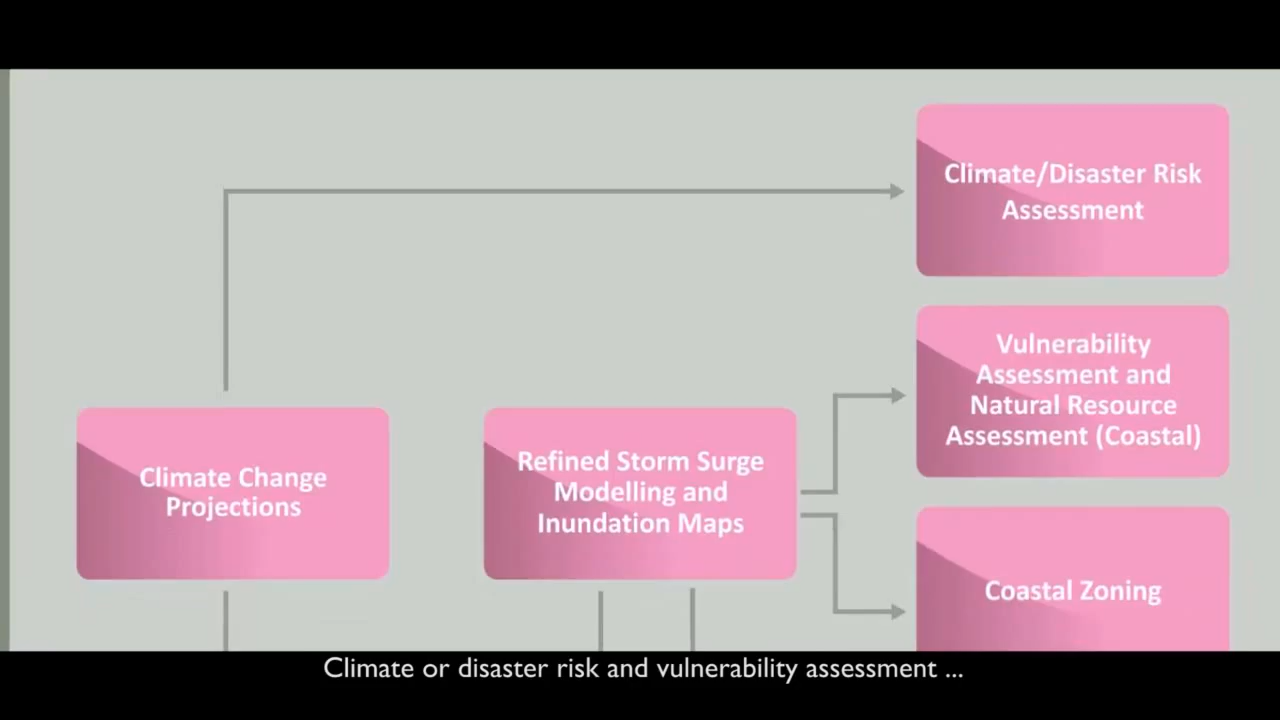 Climate/Disaster Risk
Assessment
Vulnerability
Assessment and
Natural Resource
Assessment (Coastal)
Climate Change
Projections
Refined Storm Surge
Modelling and
Inundation Maps
Coastal Zoning
Climate or disaster risk and vulnerability assessment ...